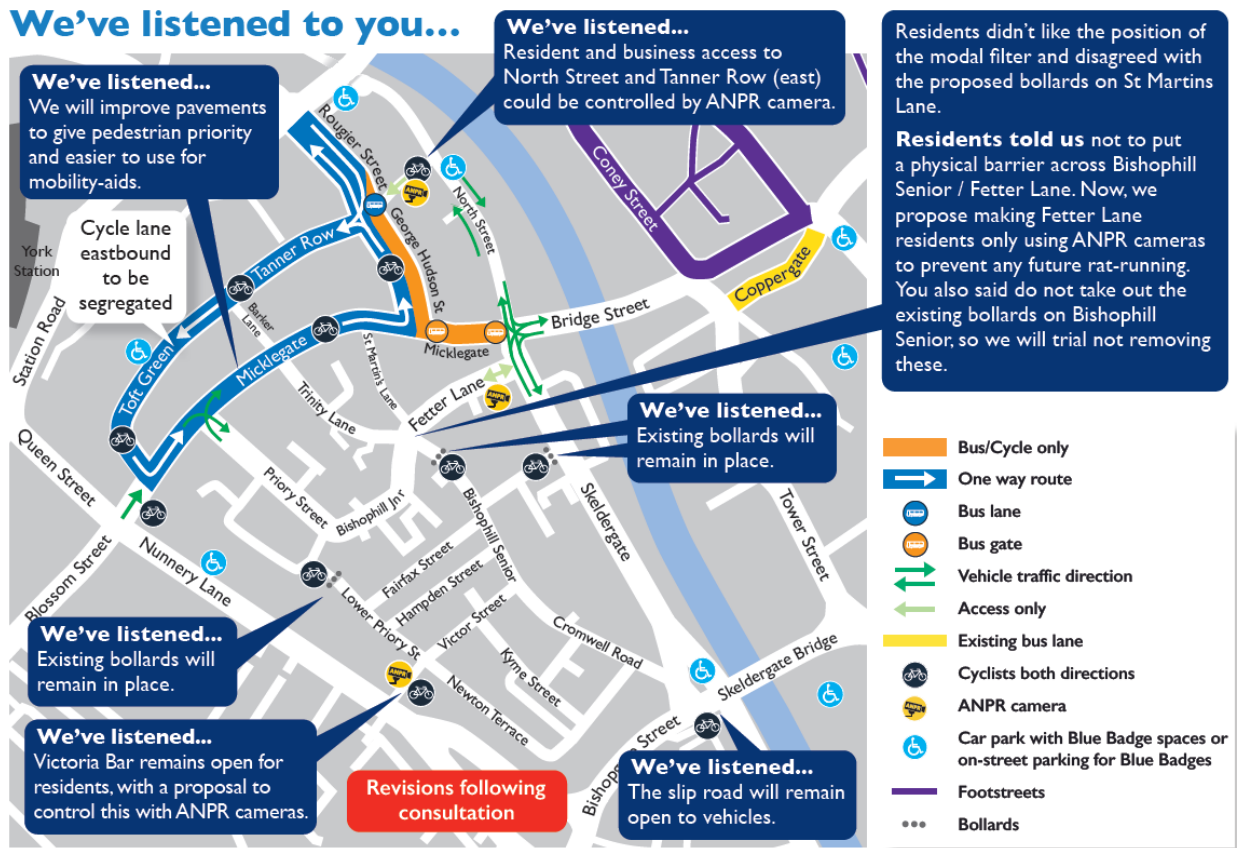 We've listened to you...
We've listened...
We will improve pavements
to give pedestrian priority
and easier to use for
mobility-aids.
We've listened...
Resident and business access to
North Street and Tanner Row (east)
could be controlled by ANPR camera.
Residents didn't like the position of
the modal filter and disagreed with
the proposed bollards on St Martins
Lane.
Residents told us not to put
a physical barrier across Bishophill
Senior / Fetter Lane. Now, we
propose making Fetter Lane
residents only using ANPR cameras
to prevent any future rat-running.
You also said do not take out the
existing bollards on Bishophill
Senior, so we will trial not removing
these.
Cycle lane
eastbound
to be
segregated
York
Station
Station Road
Rougier Street
ANPR
North Street
George Hudson St
Tanner Row
Barker
Lane
Toft Green
Micklegate
St Martin's Lane
Micklegate
Bridge Street
Coney Street
Coppergate
Trinity Lane
Fetter Lane
ANPR
We've listened...
Existing bollards will
remain in place.
Queen Street
Priory Street
Bishophill Jnr
Bishophill Senior
Skeldergate
Tower Street
Blossom Street
Nunnery Lane
Fairfax Street
Hampden Street
Lower Priory St
Victor Street
Cromwell Road
Kyme Street
Newton Terrace
Skeldergate Bridge
ANPR
We've listened...
Existing bollards will
remain in place.
We've listened...
Victoria Bar remains open for
residents, with a proposal to
control this with ANPR cameras.
Revisions following
consultation
Street
We've listened...
The slip road will remain
open to vehicles.
Bus/Cycle only
One way route
Bus lane
Bus gate
Vehicle traffic direction
Access only
Existing bus lane
Cyclists both directions
ANPR camera
Car park with Blue Badge spaces or
on-street parking for Blue Badges
Footstreets
Bollards